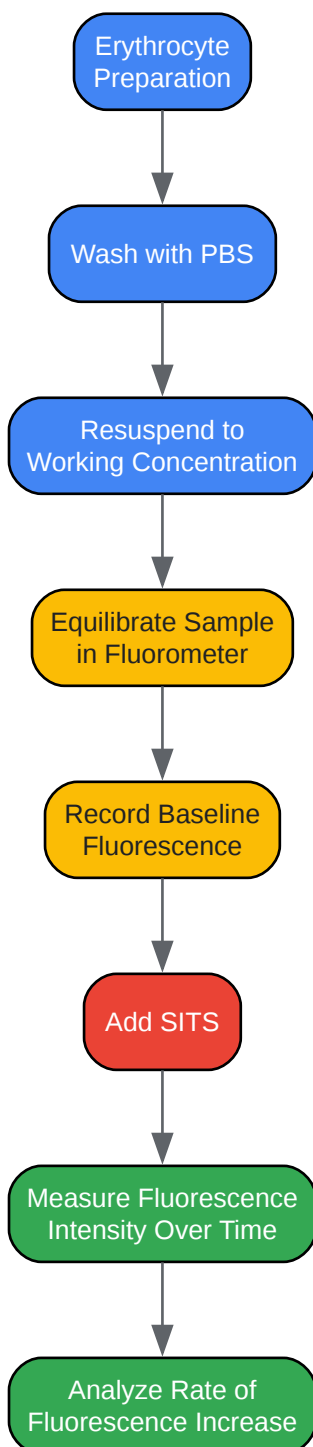 Erythrocyte
Preparation
Wash with PBS
Resuspend to
Working Concentration
Equilibrate Sample
in Fluorometer
Record Baseline
Fluorescence
Add SITS
Measure Fluorescence
Intensity Over Time
Analyze Rate of
Fluorescence Increase